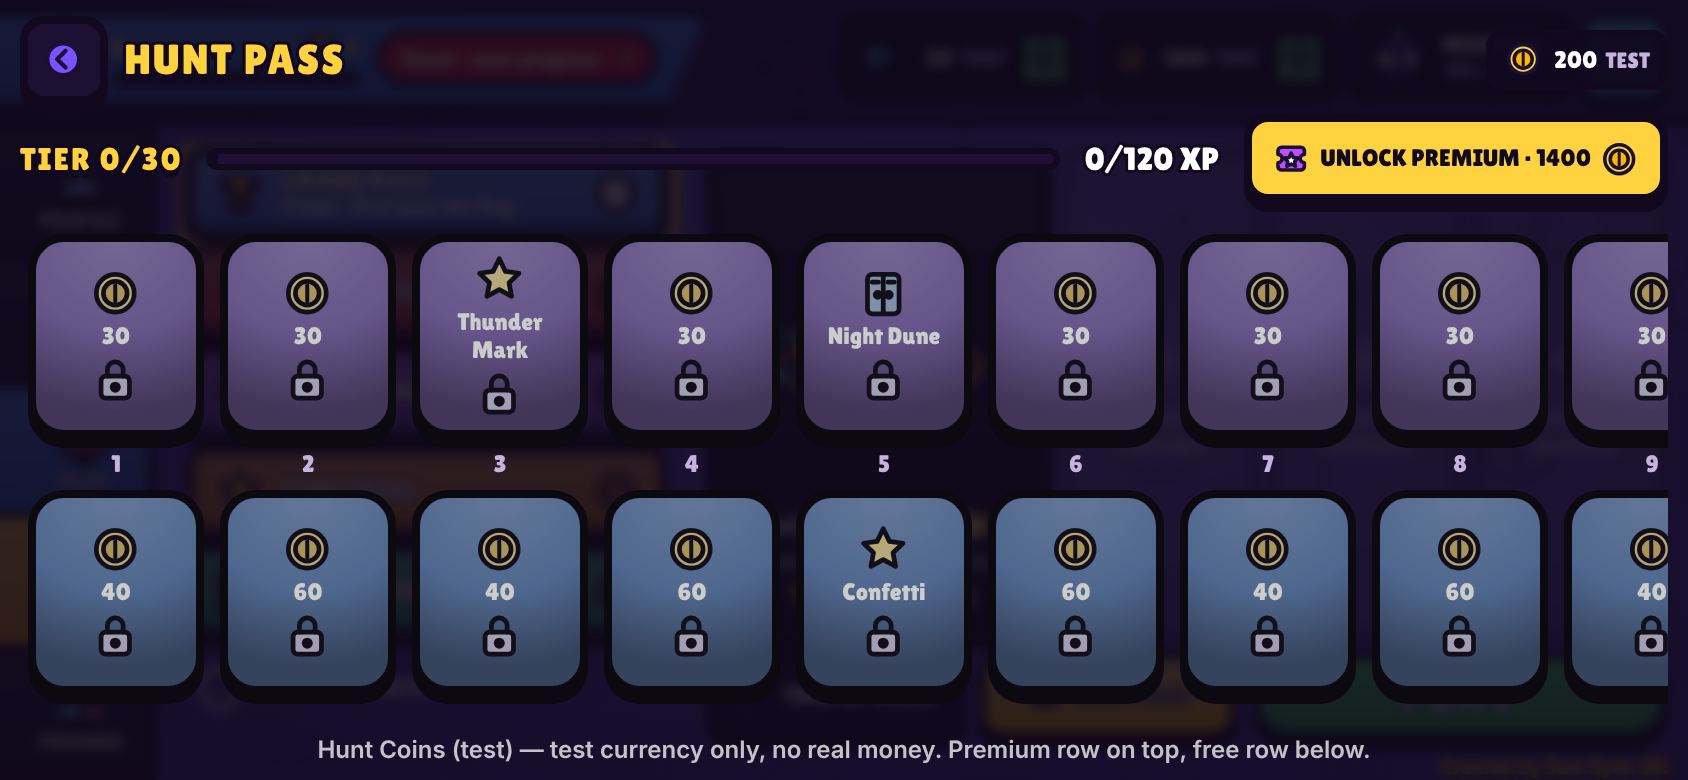 HUNT PASS
200 TEST
TIER 0/30
0/120 XP
UNLOCK PREMIUM · 1400
30
30
Thunder
Mark
30
Night Dune
30
30
30
30
1
2
3
4
5
6
7
8
9
40
60
40
60
Confetti
60
40
60
40
Hunt Coins (test) — test currency only, no real money. Premium row on top, free row below.